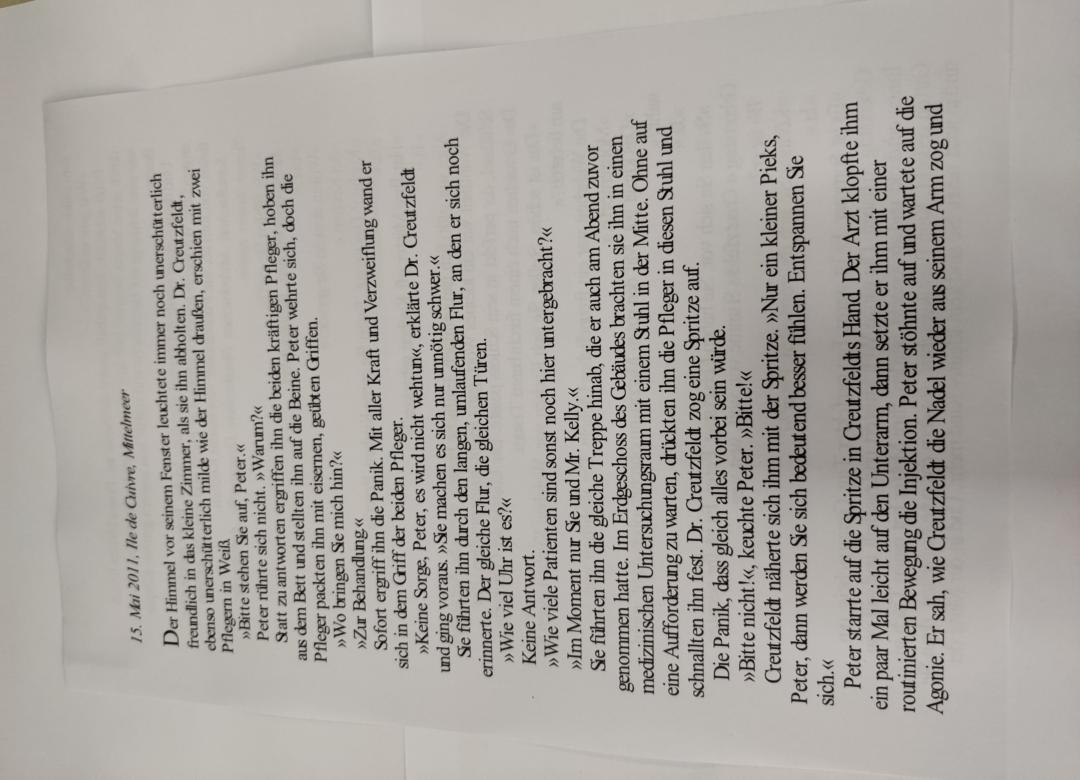 15. Mai 2011, Ile de Cuivre, Mittelmeer
Der Himmel vor seinem Fenster leuchtete immer noch unerschütterlich
freundlich in das kleine Zimmer, als sie ihn abholten. Dr. Creutzfeldt,
ebenso unerschütterlich milde wie der Himmel draußen, erschien mit zwei
Pflegern in Weiß
»Bitte stehen Sie auf, Peter.«
Peter rührte sich nicht. »Warum?«
Statt zu antworten ergriffen ihn die beiden kräftigen Pfleger, hoben ihn
aus dem Bett und stellten ihn auf die Beine. Peter wehrte sich, doch die
Pfleger packten ihn mit eisernen, geübten Griffen.
»Wo bringen Sie mich hin?«
»Zur Behandlung.«
Sofort ergriff ihn die Panik. Mit aller Kraft und Verzweiflung wand er
sich in dem Griff der beiden Pfleger.
»Keine Sorge, Peter, es wird nicht wehtun«, erklärte Dr. Creutzfeldt
und ging voraus. »Sie machen es sich nur unnötig schwer.«
Sie führten ihn durch den langen, umlaufenden Flur, an den er sich noch
erinnerte. Der gleiche Flur, die gleichen Türen.
»Wie viel Uhr ist es?«
Keine Antwort.
»Wie viele Patienten sind sonst noch hier untergebracht?«
»Im Moment nur Sie und Mr. Kelly.«
Sie führten ihn die gleiche Treppe hinab, die er auch am Abend zuvor
genommen hatte. Im Erdgeschoss des Gebäudes brachten sie ihn in einen
medizinischen Untersuchungsraum mit einem Stuhl in der Mitte. Ohne auf
eine Aufforderung zu warten, drückten ihn die Pfleger in diesen Stuhl und
schnallten ihn fest. Dr. Creutzfeldt zog eine Spritze auf.
Die Panik, dass gleich alles vorbei sein würde.
»Bitte nicht!«, keuchte Peter. »Bitte!«
Creutzfeldt näherte sich ihm mit der Spritze. »Nur ein kleiner Pieks,
Peter, dann werden Sie sich bedeutend besser fühlen. Entspannen Sie
sich.«
Peter starrte auf die Spritze in Creutzfeldts Hand Der Arzt klopfte ihm
ein paar Mal leicht auf den Unterarm, dann setzte er ihm mit einer
routinierten Bewegung die Injektion. Peter stöhnte auf und wartete auf die
Agonie. Er sah, wie Creutzfeldt die Nadel wieder aus seinem Arm zog und